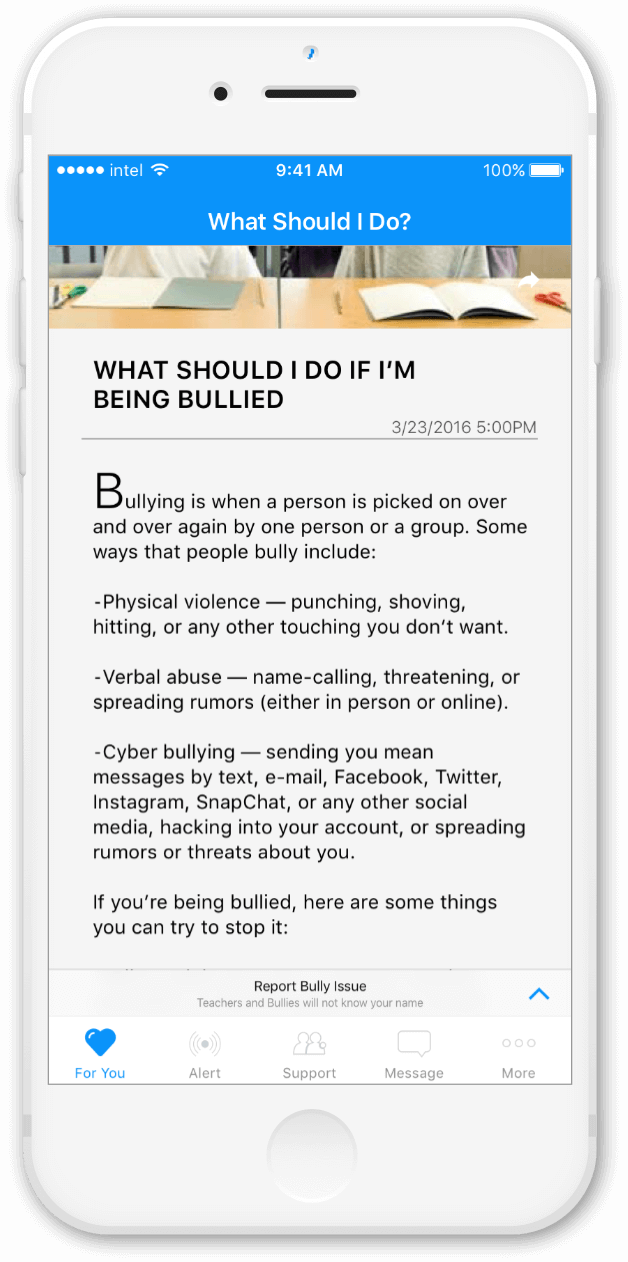 intel 9:41 AM 100%
What Should I Do?
WHAT SHOULD I DO IF I’M
BEING BULLIED
3/23/2016 5:00PM
Bullying is when a person is picked on over
and over again by one person or a group. Some
ways that people bully include:
-Physical violence — punching, shoving,
hitting, or any other touching you don’t want.
-Verbal abuse — name-calling, threatening, or
spreading rumors (either in person or online).
-Cyber bullying — sending you mean
messages by text, e-mail, Facebook, Twitter,
Instagram, SnapChat, or any other social
media, hacking into your account, or spreading
rumors or threats about you.
If you’re being bullied, here are some things
you can try to stop it:
Report Bully Issue
Teachers and Bullies will not know your name
For You Alert Support Message More